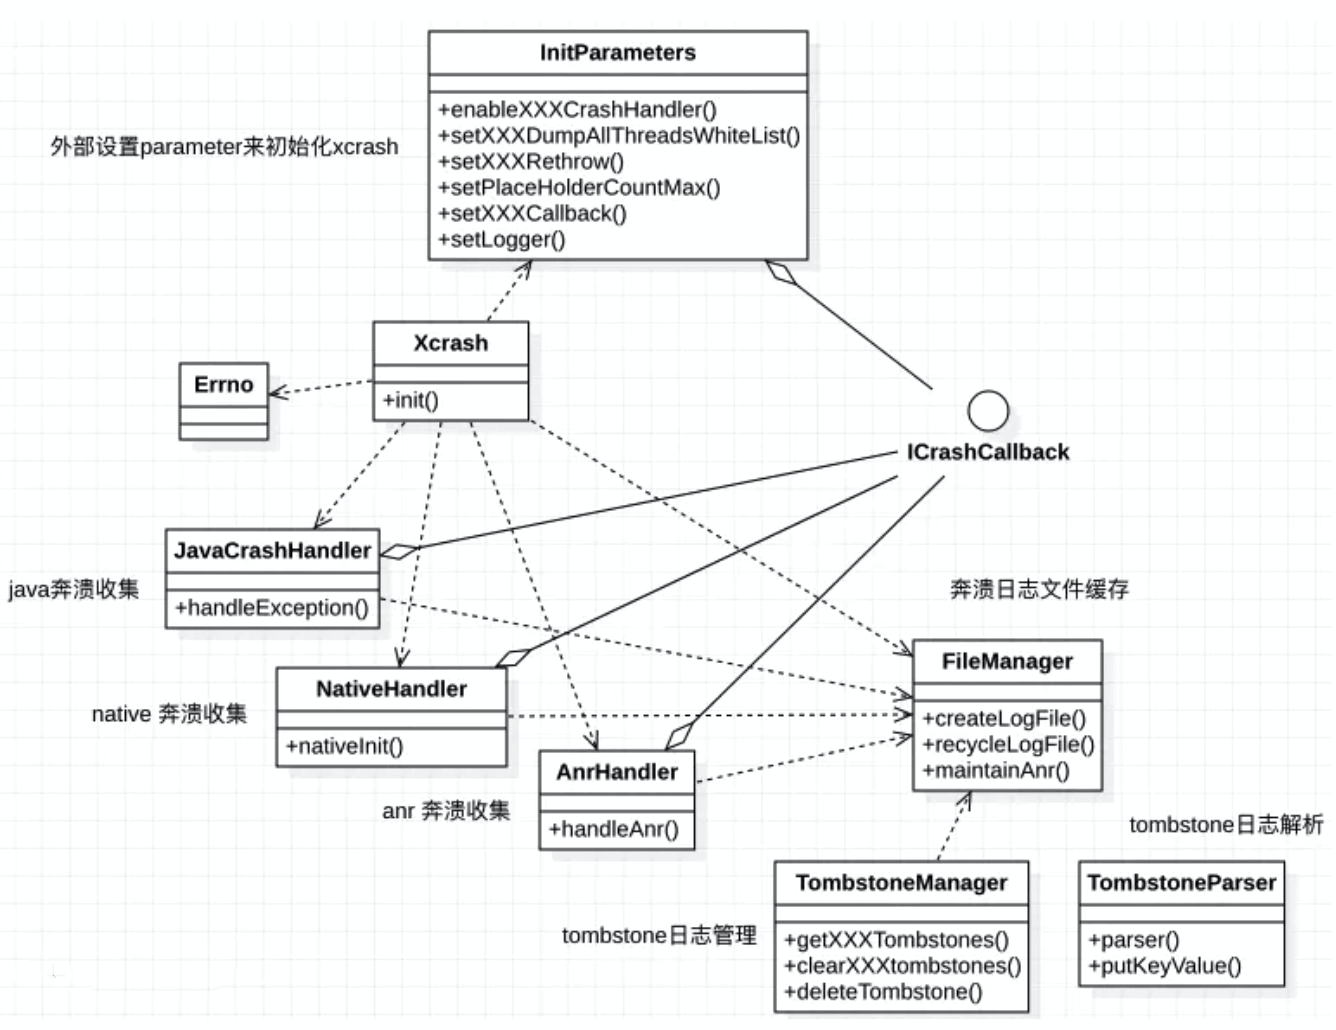 InitParameters
+enableXXXCrashHandler()
+setXXXDumpAllThreadsWhiteList()
+setXXXRethrow()
+setPlaceHolderCountMax()
+setXXXCallback()
+setLogger()
外部设置parameter来初始化xcrash
Xcrash
+init()
Errno
ICrashCallback
JavaCrashHandler
+handleException()
java奔溃收集
奔溃日志文件缓存
FileManager
+createLogFile()
+recycleLogFile()
+maintainAnr()
NativeHandler
+nativeInit()
native 奔溃收集
AnrHandler
+handleAnr()
anr 奔溃收集
tombstone日志解析
TombstoneManager
+getXXXTombstones()
+clearXXXtombstones()
+deleteTombstone()
tombstone日志管理
TombstoneParser
+parser()
+putKeyValue()